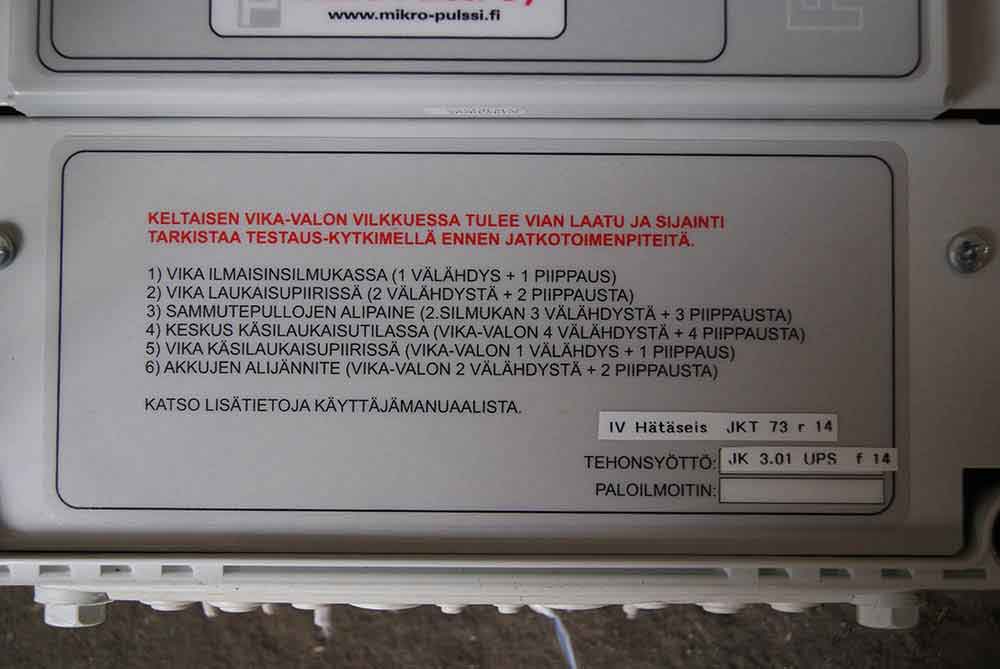 www.mikro-pulssi.fi
KELTAISEN VIKA-VALON VILKKUESSA TULEE VIAN LAATU JA SIJAINTI
TARKISTAA TESTAUS-KYTKIMELLÄ ENNEN JATKOTOIMENPITEITÄ.
1) VIKA ILMAISINSILMUKASSA (1 VÄLÄHDYS + 1 PIIPPAUS)
2) VIKA LAUKAISUPIIRISSÄ (2 VÄLÄHDYSTÄ + 2 PIIPPAUSTA)
3) SAMMUTEPULLOJEN ALIPAINE (2.SILMUKAN 3 VÄLÄHDYSTÄ + 3 PIIPPAUSTA)
4) KESKUS KÄSILAUKAISUTILASSA (VIKA-VALON 4 VÄLÄHDYSTÄ + 4 PIIPPAUSTA)
5) VIKA KÄSILAUKAISUPIIRISSÄ (VIKA-VALON 1 VÄLÄHDYS + 1 PIIPPAUS)
6) AKKUJEN ALIJÄNNITE (VIKA-VALON 2 VÄLÄHDYSTÄ + 2 PIIPPAUSTA)
KATSO LISÄTIETOJA KÄYTTÄJÄMANUAALISTA.
IV Hätäseis JKT 73 r 14
TEHONSYÖTTÖ: JK 3.01 UPS f 14
PALOILMOITIN: